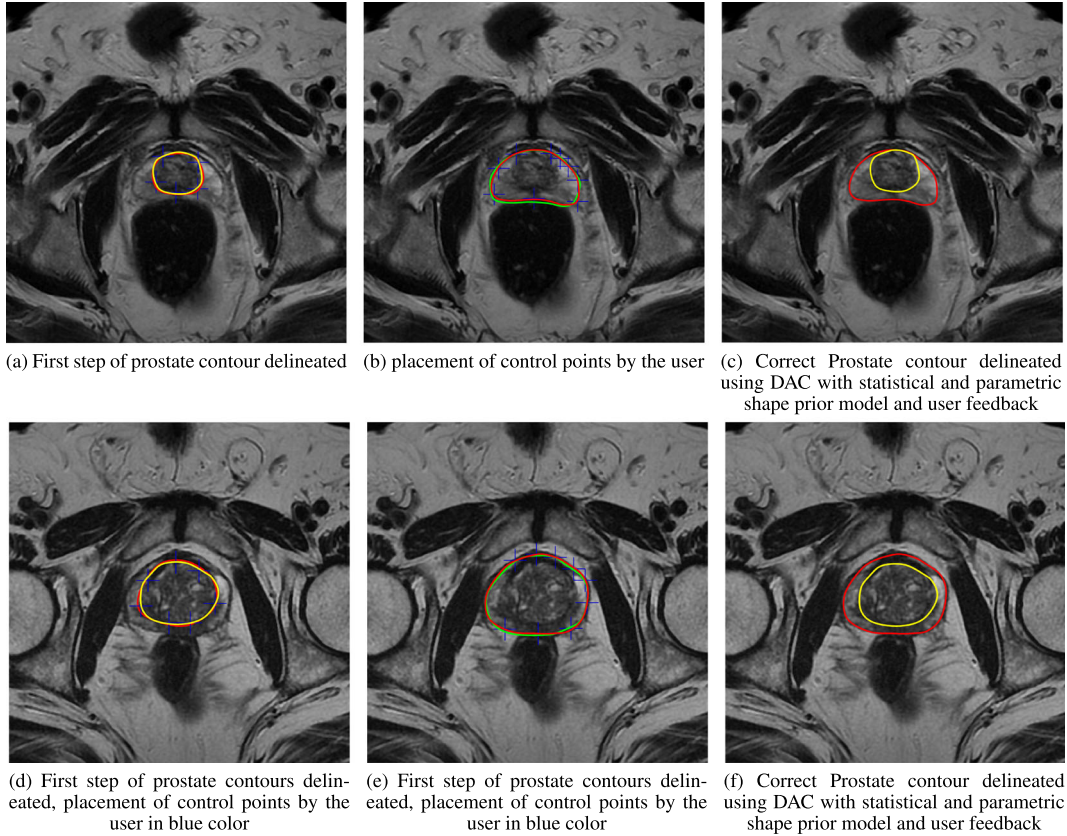 (a) First step of prostate contour delineated
(b) placement of control points by the user
(c) Correct Prostate contour delineated
using DAC with statistical and parametric
shape prior model and user feedback
(d) First step of prostate contours delin-
eated, placement of control points by the
user in blue color
(e) First step of prostate contours delin-
eated, placement of control points by the
user in blue color
(f) Correct Prostate contour delineated
using DAC with statistical and parametric
shape prior model and user feedback